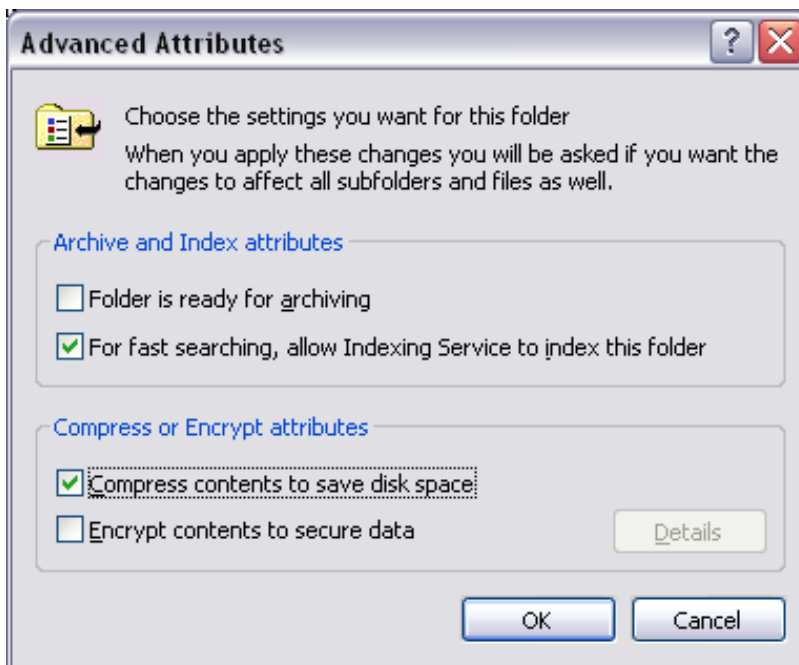 Advanced Attributes
Choose the settings you want for this folder
When you apply these changes you will be asked if you want the
changes to affect all subfolders and files as well.
Archive and Index attributes
Folder is ready for archiving
For fast searching, allow Indexing Service to index this folder
Compress or Encrypt attributes
Compress contents to save disk space
Encrypt contents to secure data
Details
OK Cancel